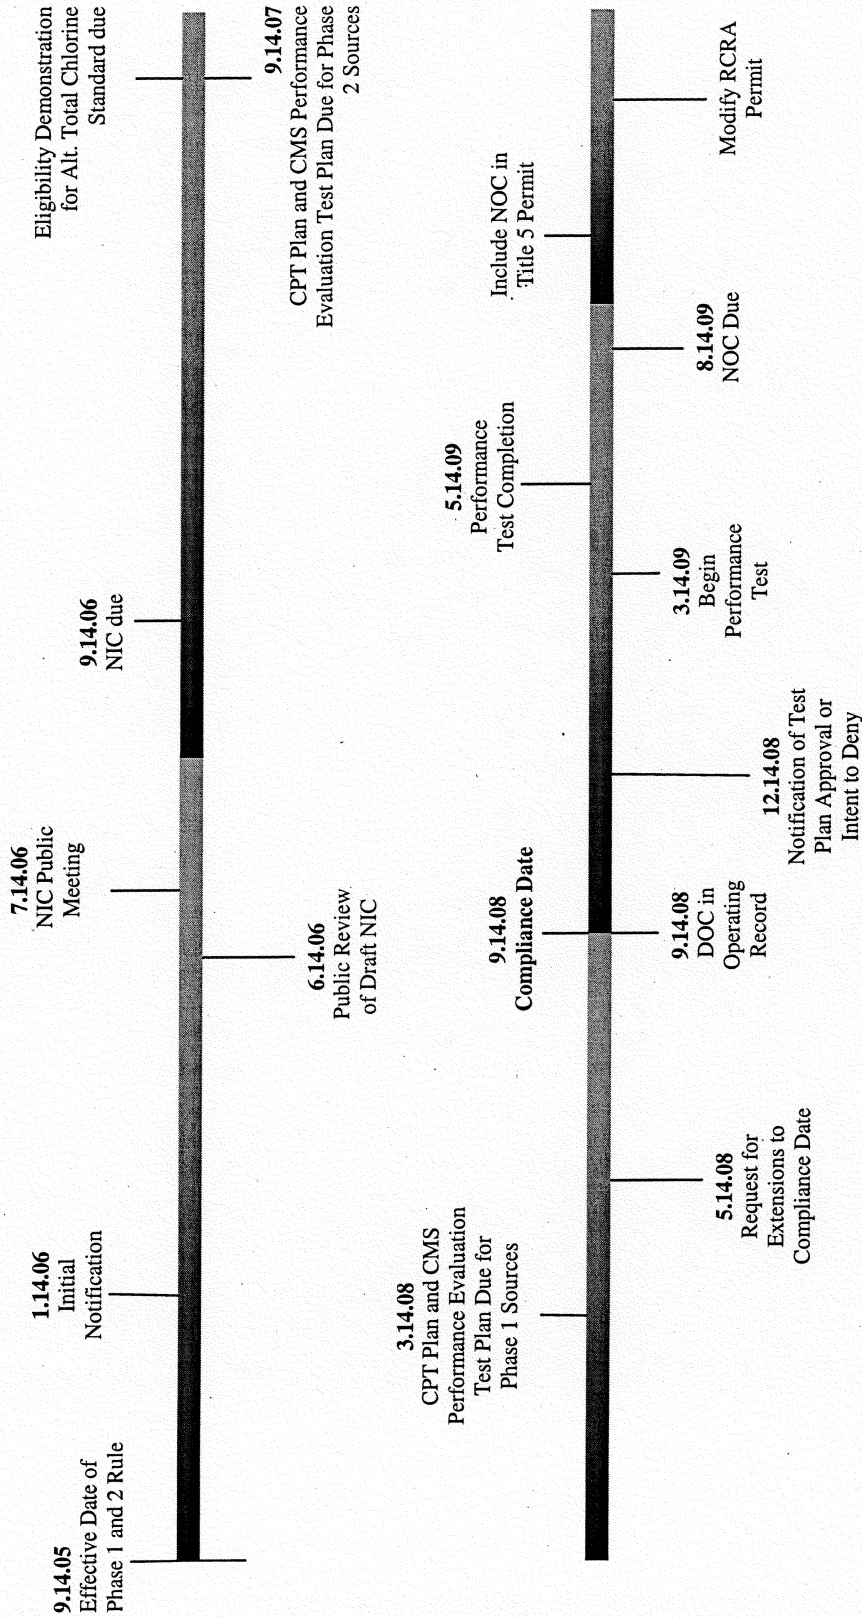 9.14.05
Effective Date of
Phase 1 and 2 Rule
1.14.06
Initial
Notification
6.14.06
Public Review
of Draft NIC
7.14.06
NIC Public
Meeting
9.14.06
NIC due
Eligibility Demonstration
for Alt. Total Chlorine
Standard due
9.14.07
CPT Plan and CMS Performance
Evaluation Test Plan Due for Phase
2 Sources
3.14.08
CPT Plan and CMS
Performance Evaluation
Test Plan Due for
Phase 1 Sources
5.14.08
Request for
Extensions to
Compliance Date
9.14.08
Compliance Date
9.14.08
DOC in
Operating
Record
12.14.08
Notification of Test
Plan Approval or
Intent to Deny
3.14.09
Begin
Performance
Test
5.14.09
Performance
Test Completion
8.14.09
NOC Due
Include NOC in
Title 5 Permit
Modify RCRA
Permit